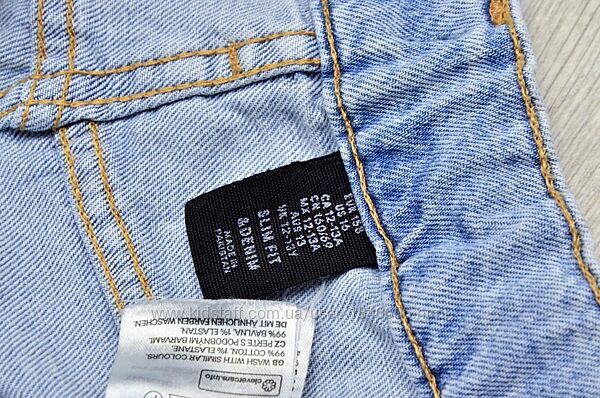 EUR 158
US 16
CA 12-13A
CN 160/69
MX 12-13A
AUS 13
UK 12-13Y
SLIM FIT
&DENIM
MADE IN
PAKISTAN
clevercare.info
GB WASH WITH SIMILAR COLOURS.
99% COTTON, 1% ELASTANE.
CZ PERTE S PODOBNÝMI BARVAMI.
99% BAVLNA, 1% ELASTAN.
DE MIT ÄHNLICHEN FARBEN WASCHEN.